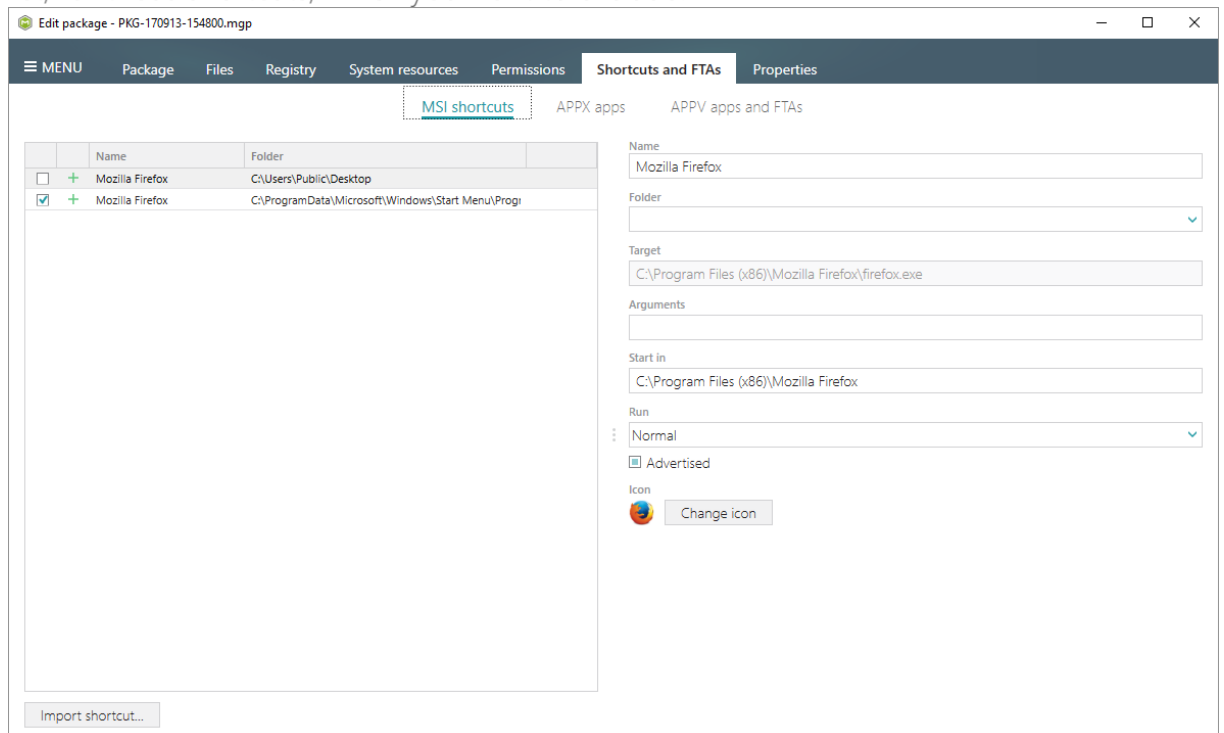 Edit package - PKG-170913-154800.mgp
MENU Package Files Registry System resources Permissions Shortcuts and FTAs Properties
MSI shortcuts APPX apps APPV apps and FTAs
Name Folder
Mozilla Firefox C:\Users\Public\Desktop
Mozilla Firefox C:\ProgramData\Microsoft\Windows\Start Menu\Progr
Name
Mozilla Firefox
Folder
Target
C:\Program Files (x86)\Mozilla Firefox\firefox.exe
Arguments
Start in
C:\Program Files (x86)\Mozilla Firefox
Run
Normal
Advertised
Icon
Change icon
Import shortcut...